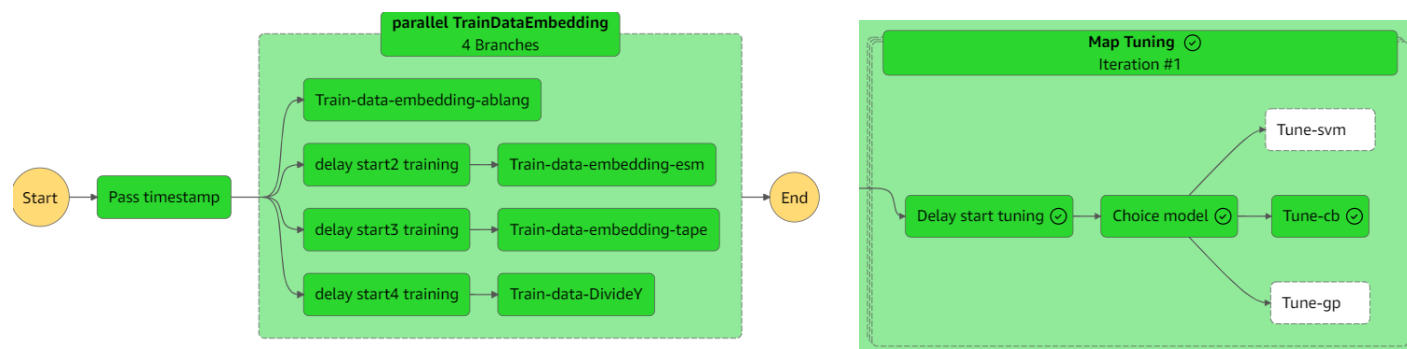 parallel TrainDataEmbedding
4 Branches
Train-data-embedding-ablang
delay start2 training
Train-data-embedding-esm
Start
Pass timestamp
End
delay start3 training
Train-data-embedding-tape
delay start4 training
Train-data-DivideY
Map Tuning
Iteration #1
Tune-svm
Delay start tuning
Choice model
Tune-cb
Tune-gp